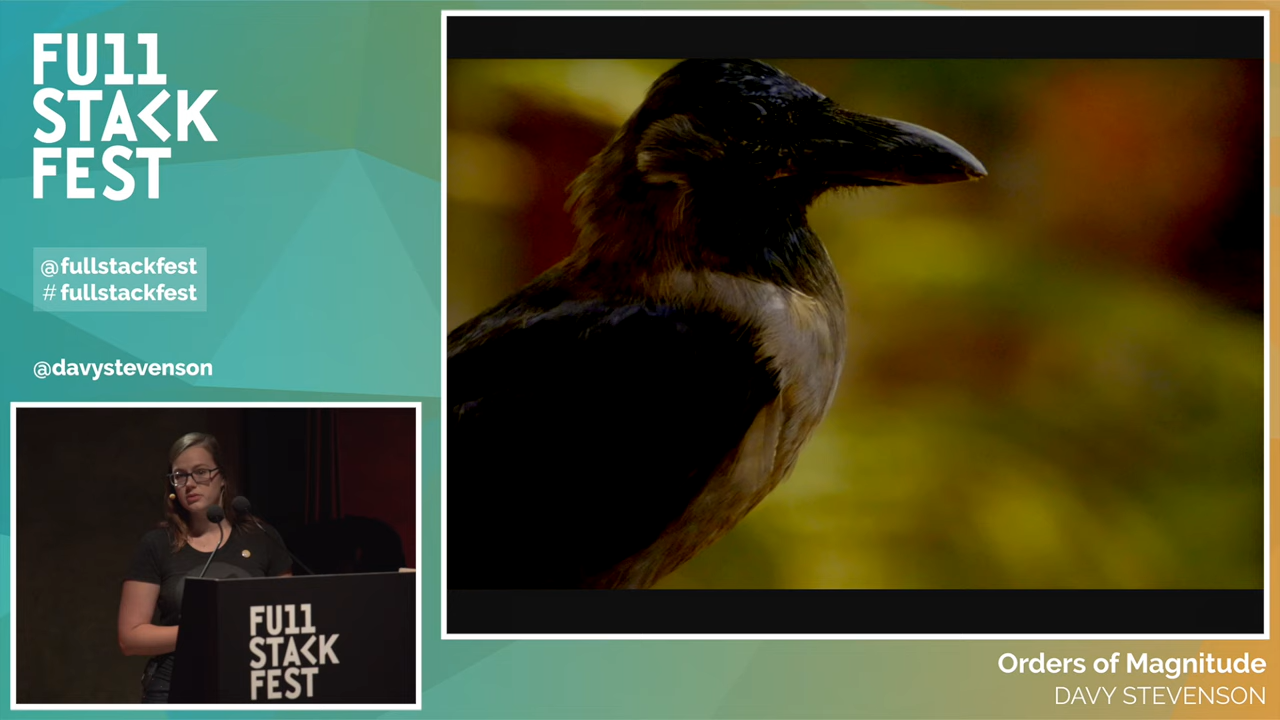 FU11
STACK
FEST
@fullstackfest
# fullstackfest
@davystevenson
FU11
STACK
FEST
Orders of Magnitude
DAVY STEVENSON